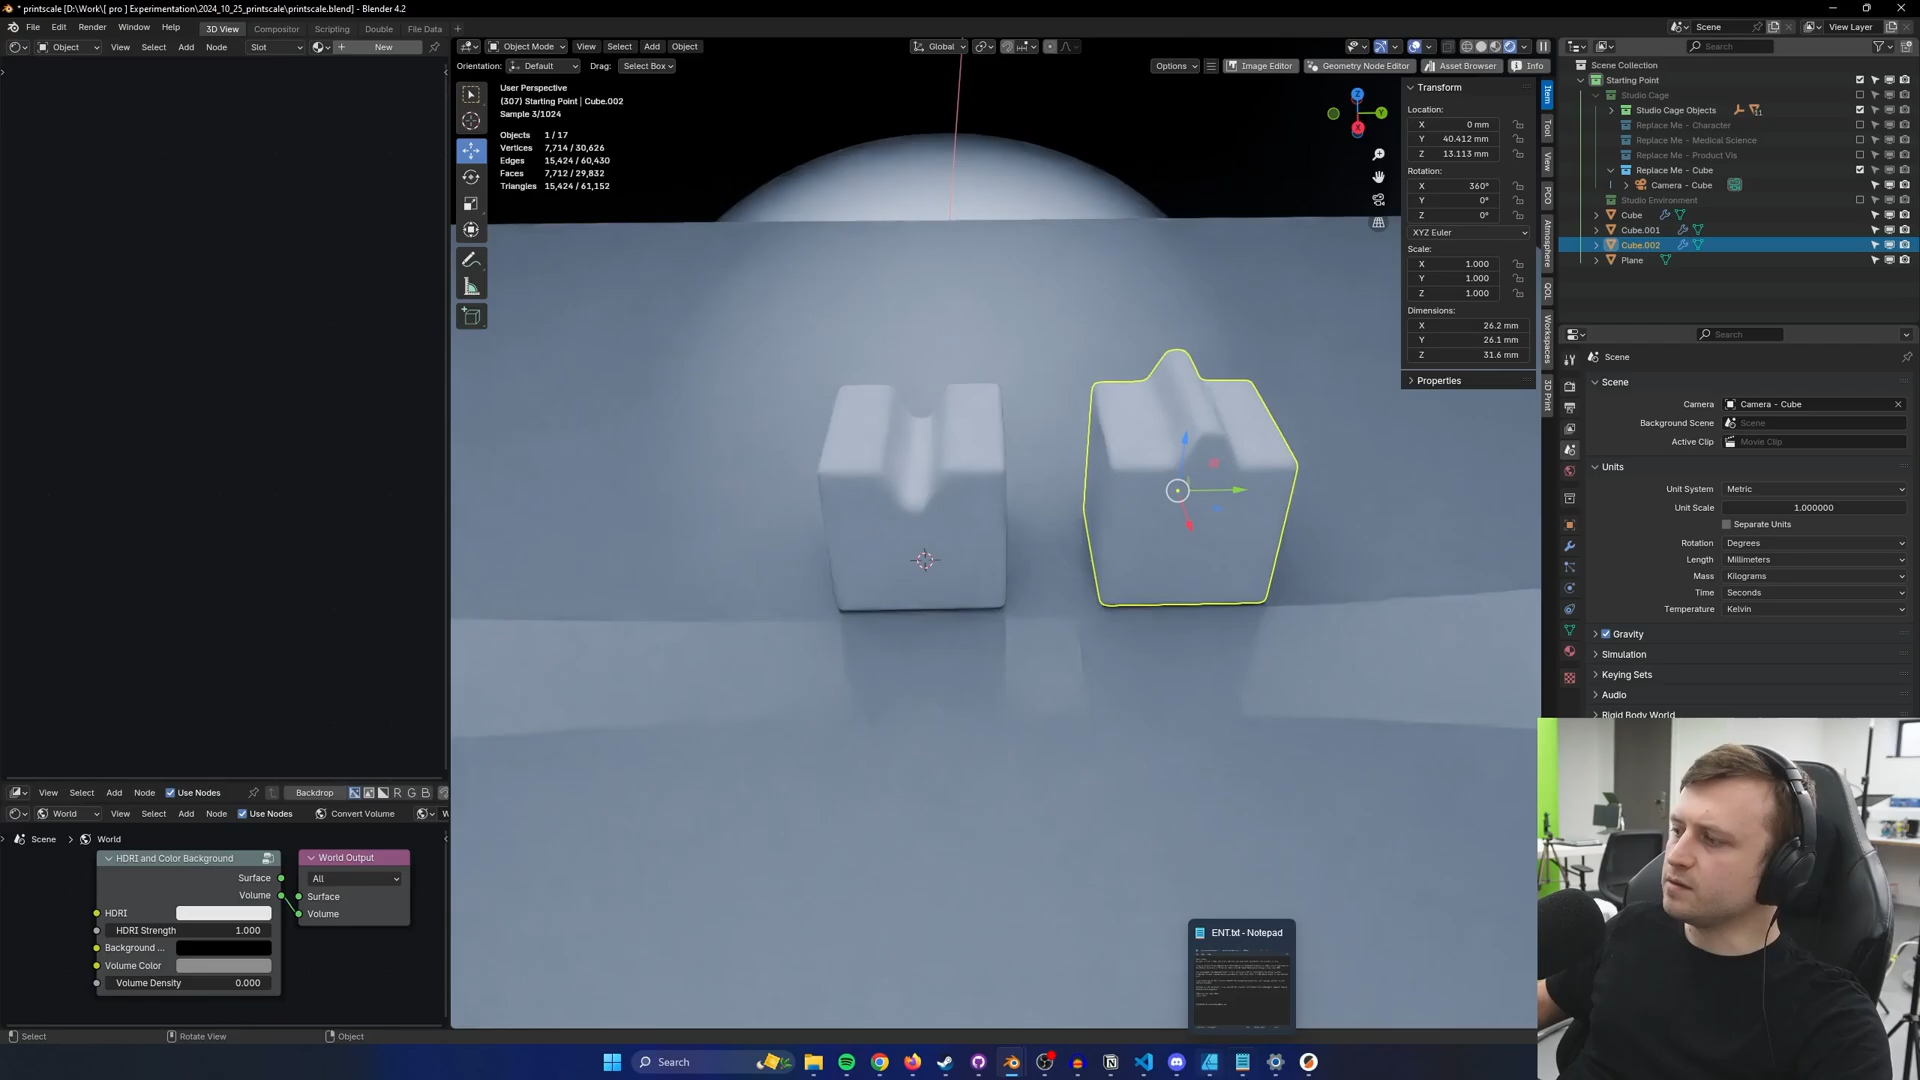 * printscale [D:\Work\[ pro ] Experimentation\2024_10_25_printscale\printscale.blend] - Blender 4.2
File Edit Render Window Help 3D View Compositor Scripting Double File Data + Scene View Layer
Object View Select Add Node Slot New
Object Mode View Select Add Object Global
Search
Orientation: Default Drag: Select Box Options Image Editor Geometry Node Editor Asset Browser Info
User Perspective
(307) Starting Point | Cube.002
Sample 3/1024
Objects 1 / 17
Vertices 7,714 / 30,626
Edges 15,424 / 60,430
Faces 7,712 / 29,832
Triangles 15,424 / 61,152
Z
Y
X
Transform
Location:
X 0 mm
Y 40.412 mm
Z 13.113 mm
Rotation:
X 360°
Y 0°
Z 0°
XYZ Euler
Scale:
X 1.000
Y 1.000
Z 1.000
Dimensions:
X 26.2 mm
Y 26.1 mm
Z 31.6 mm
Properties
Item
Tool
View
PCO
Atmosphere
QOL
Workspaces
3D Print
Scene Collection
Starting Point
Studio Cage
Studio Cage Objects 11
Replace Me - Character
Replace Me - Medical Science
Replace Me - Product Vis
Replace Me - Cube
Camera - Cube
Studio Environment
Cube
Cube.001
Cube.002
Plane
Search
Scene
Scene
Camera Camera - Cube
Background Scene Scene
Active Clip Movie Clip
Units
Unit System Metric
Unit Scale 1.000000
Separate Units
Rotation Degrees
Length Millimeters
Mass Kilograms
Time Seconds
Temperature Kelvin
Gravity
Simulation
Keying Sets
Audio
Rigid Body World
View Select Add Node Use Nodes Backdrop R G B
World View Select Add Node Use Nodes Convert Volume W
Scene World
HDRI and Color Background
Surface
Volume
HDRI
HDRI Strength 1.000
Background ...
Volume Color
Volume Density 0.000
World Output
All
Surface
Volume
ENT.txt - Notepad
Select Rotate View Object
Search